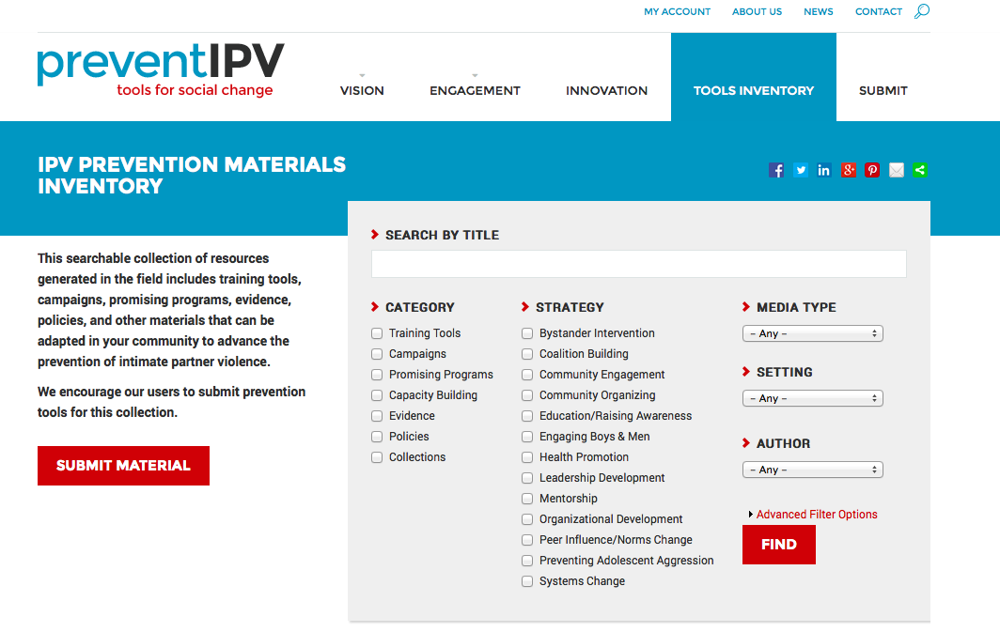 MY ACCOUNT ABOUT US NEWS CONTACT
preventIPV
tools for social change
VISION ENGAGEMENT INNOVATION TOOLS INVENTORY SUBMIT
IPV PREVENTION MATERIALS
INVENTORY
This searchable collection of resources
generated in the field includes training tools,
campaigns, promising programs, evidence,
policies, and other materials that can be
adapted in your community to advance the
prevention of intimate partner violence.
We encourage our users to submit prevention
tools for this collection.
SUBMIT MATERIAL
SEARCH BY TITLE
CATEGORY
Training Tools
Campaigns
Promising Programs
Capacity Building
Evidence
Policies
Collections
STRATEGY
Bystander Intervention
Coalition Building
Community Engagement
Community Organizing
Education/Raising Awareness
Engaging Boys & Men
Health Promotion
Leadership Development
Mentorship
Organizational Development
Peer Influence/Norms Change
Preventing Adolescent Aggression
Systems Change
MEDIA TYPE
- Any -
SETTING
- Any -
AUTHOR
- Any -
Advanced Filter Options
FIND